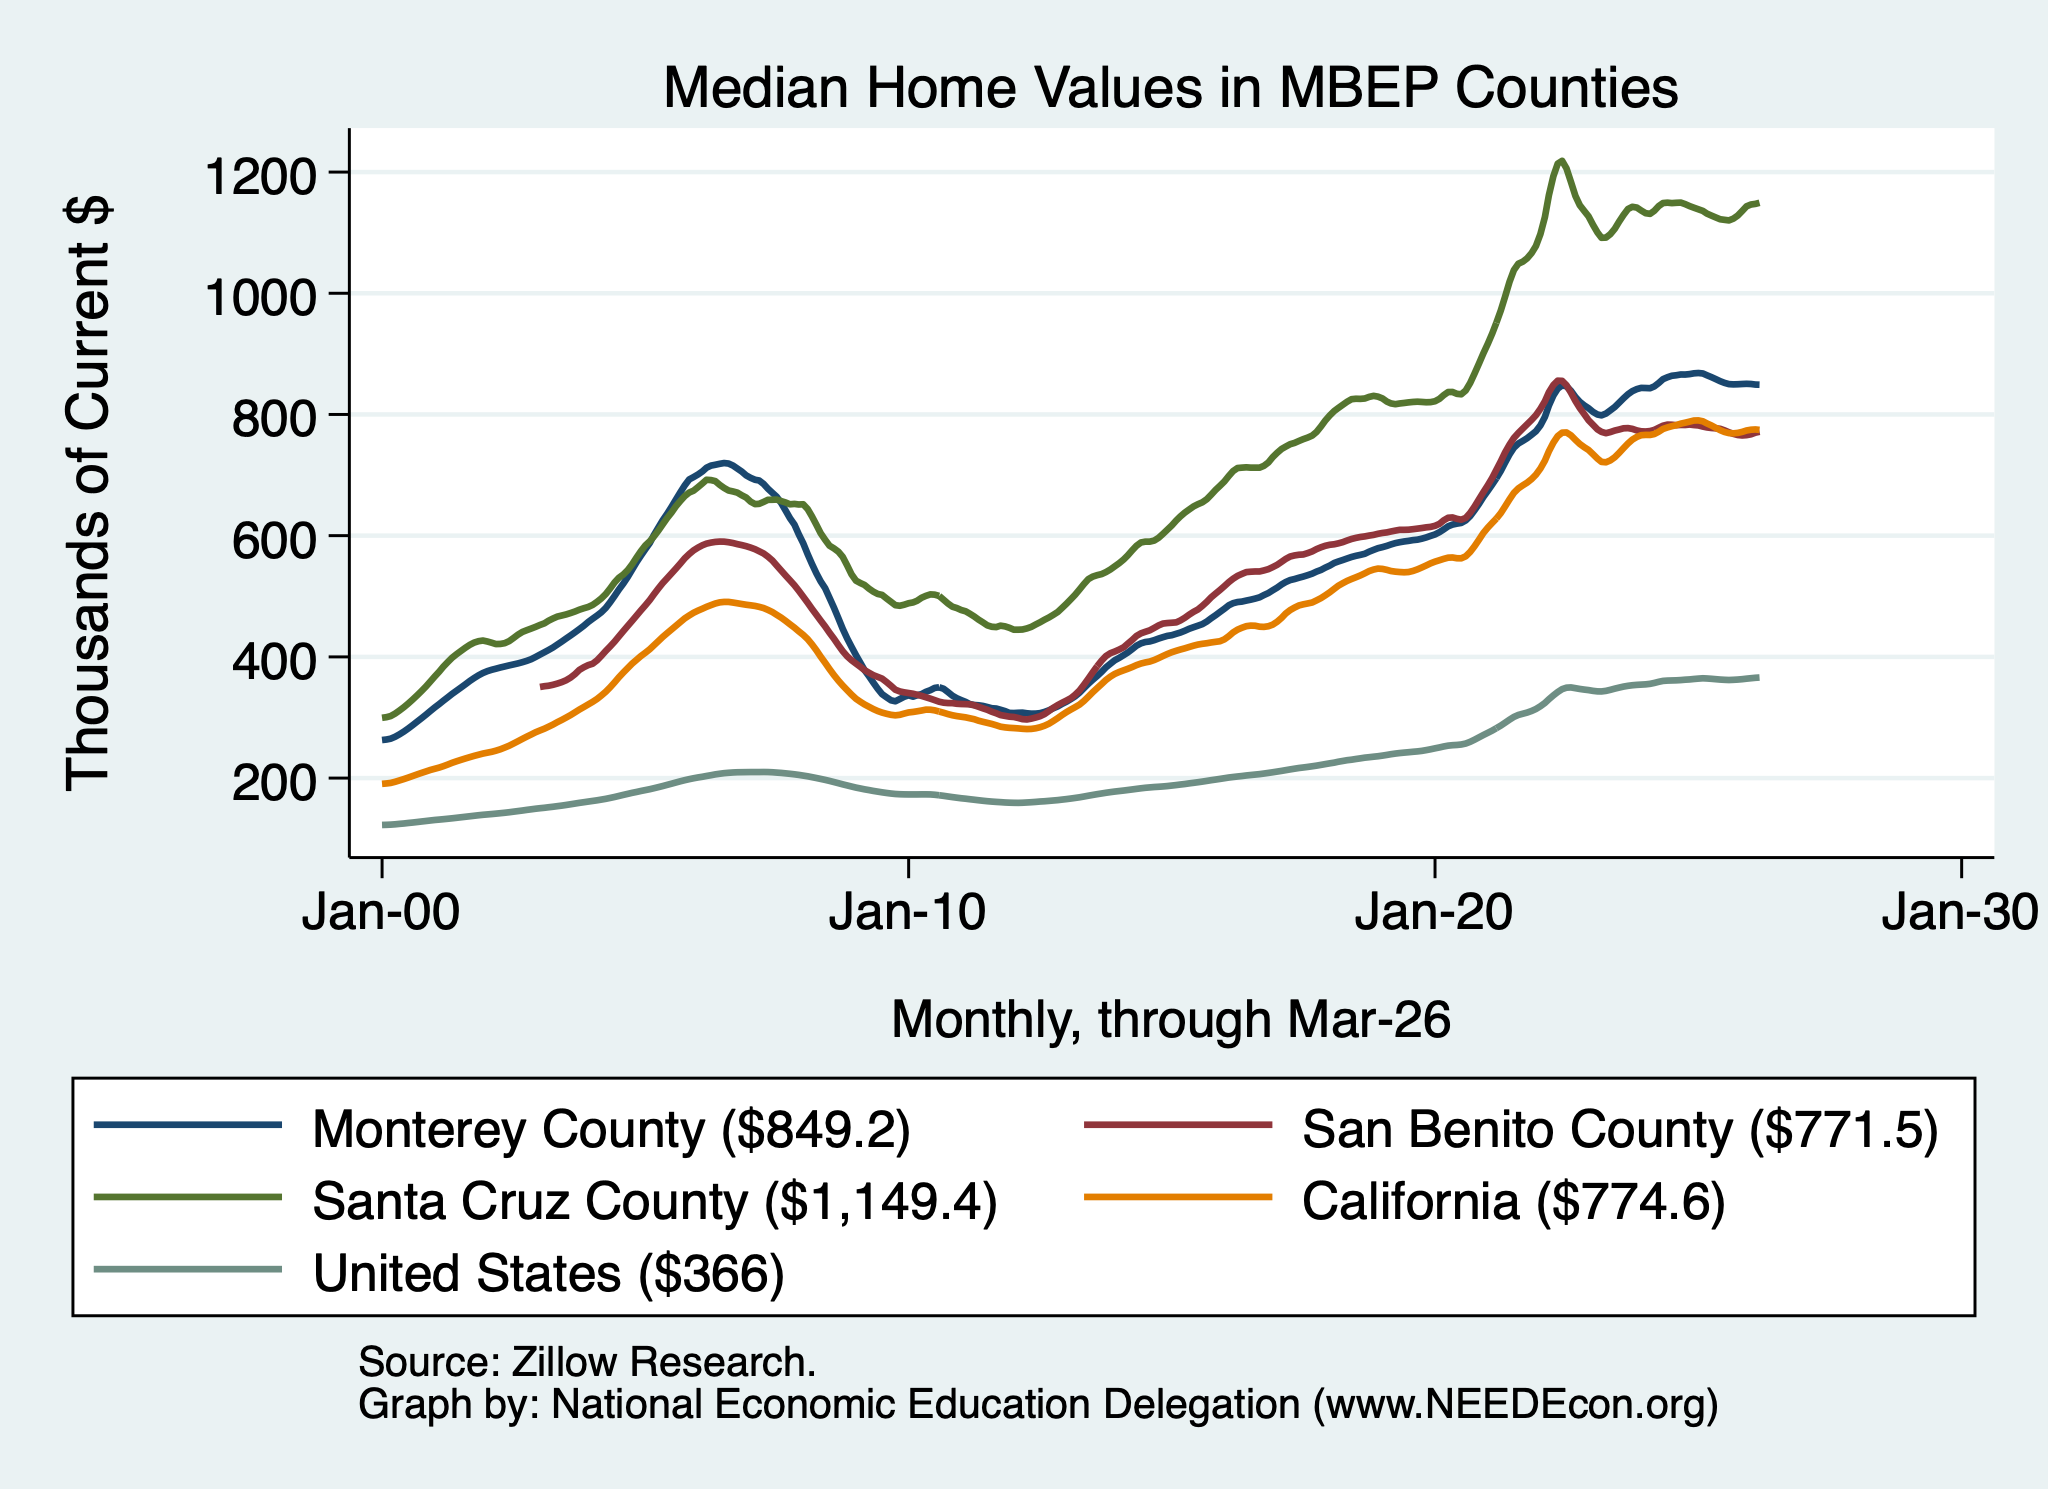 Median Home Values in MBEP Counties
Thousands of Current $
1200
1000
800
600
400
200
Jan-00 Jan-10 Jan-20 Jan-30
Monthly, through Mar-26
Monterey County ($849.2) San Benito County ($771.5)
Santa Cruz County ($1,149.4) California ($774.6)
United States ($366)
Source: Zillow Research.
Graph by: National Economic Education Delegation (www.NEEDEcon.org)